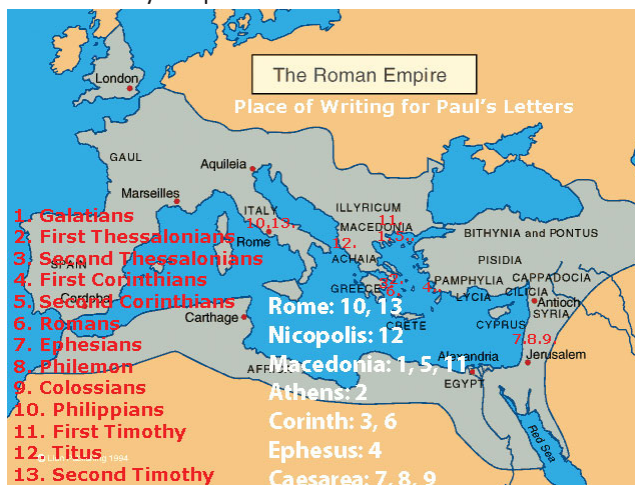 London
The Roman Empire
Place of Writing for Paul's Letters
GAUL
Aquileia
Marseilles
ITALY
10,13.
Rome
ILLYRICUM
11.
MACEDONIA
12.
ACHAIA
GREECE
4.
BITHYNIA and PONTUS
PISIDIA
PAMPHYLIA
CAPPADOCIA
LYCIA
CILICIA
Antioch
SYRIA
CYPRUS
CRETE
7.8.9.
Jerusalem
Alexandria
EGYPT
Red Sea
SPAIN
Cordoba
Carthage
AFRICA
1. Galatians
2. First Thessalonians
3. Second Thessalonians
4. First Corinthians
5. Second Corinthians
6. Romans
7. Ephesians
8. Philemon
9. Colossians
10. Philippians
11. First Timothy
12. Titus
13. Second Timothy
Rome: 10, 13
Nicopolis: 12
Macedonia: 1, 5, 11
Athens: 2
Corinth: 3, 6
Ephesus: 4
Caesarea: 7, 8, 9
1994